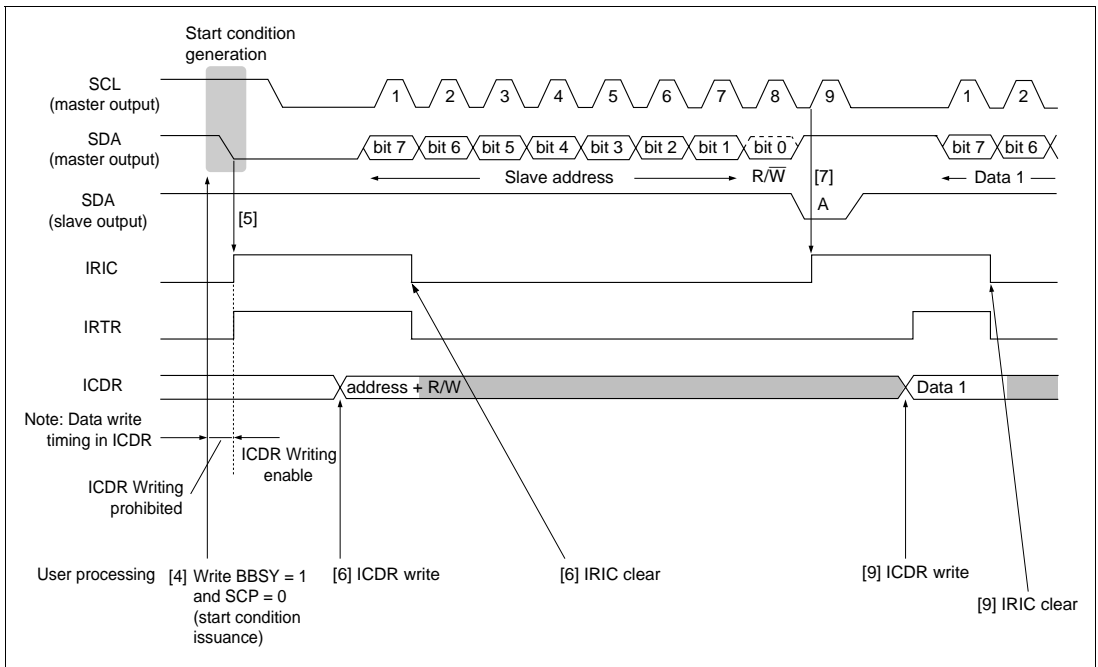 Start condition
generation
SCL
(master output)
1 2 3 4 5 6 7 8 9 1 2
SDA
(master output)
bit 7 bit 6 bit 5 bit 4 bit 3 bit 2 bit 1 bit 0 bit 7 bit 6
Slave address R/W̅ [7] Data 1
SDA
(slave output)
[5] A
IRIC
IRTR
ICDR address + R/W Data 1
Note: Data write
timing in ICDR
ICDR Writing
enable
ICDR Writing
prohibited
User processing [4] Write BBSY = 1
and SCP = 0
(start condition
issuance)
[6] ICDR write [6] IRIC clear [9] ICDR write
[9] IRIC clear